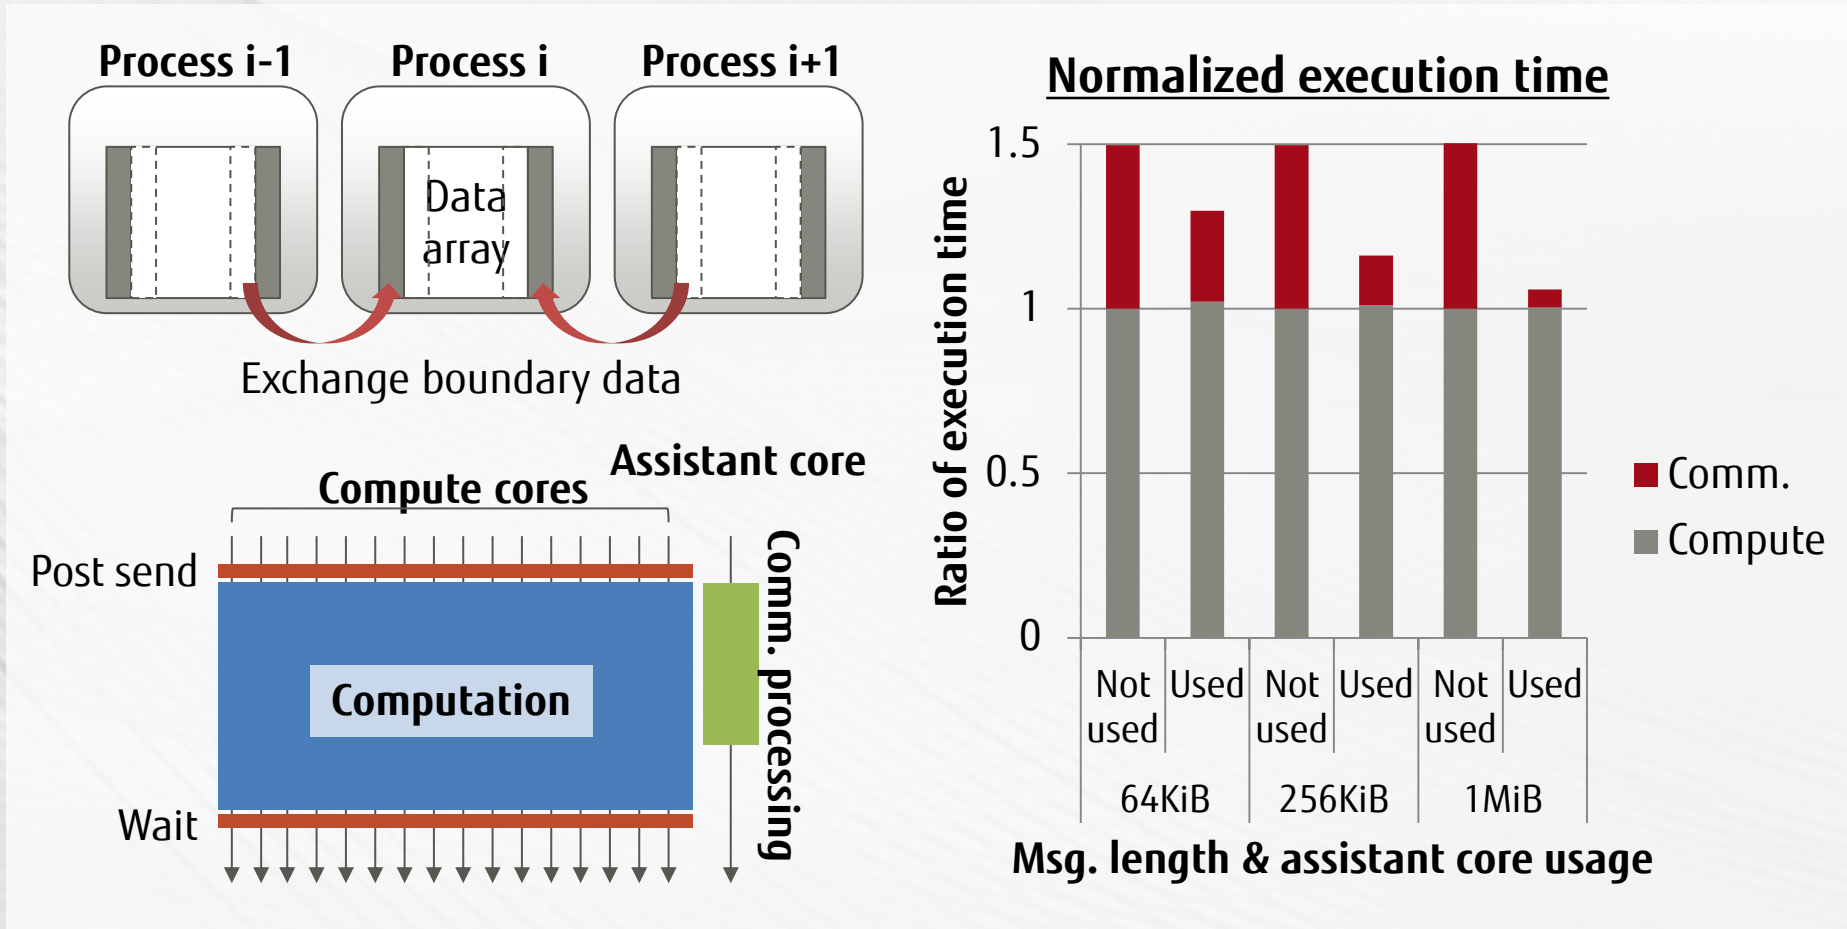 Process i-1
Process i
Process i+1
Data
array
Exchange boundary data
Assistant core
Compute cores
Post send
Computation
Comm. processing
Wait
Normalized execution time
Ratio of execution time
1.5
1
0.5
0
Not
used
Used
Not
used
Used
Not
used
Used
64KiB
256KiB
1MiB
Msg. length & assistant core usage
Comm.
Compute